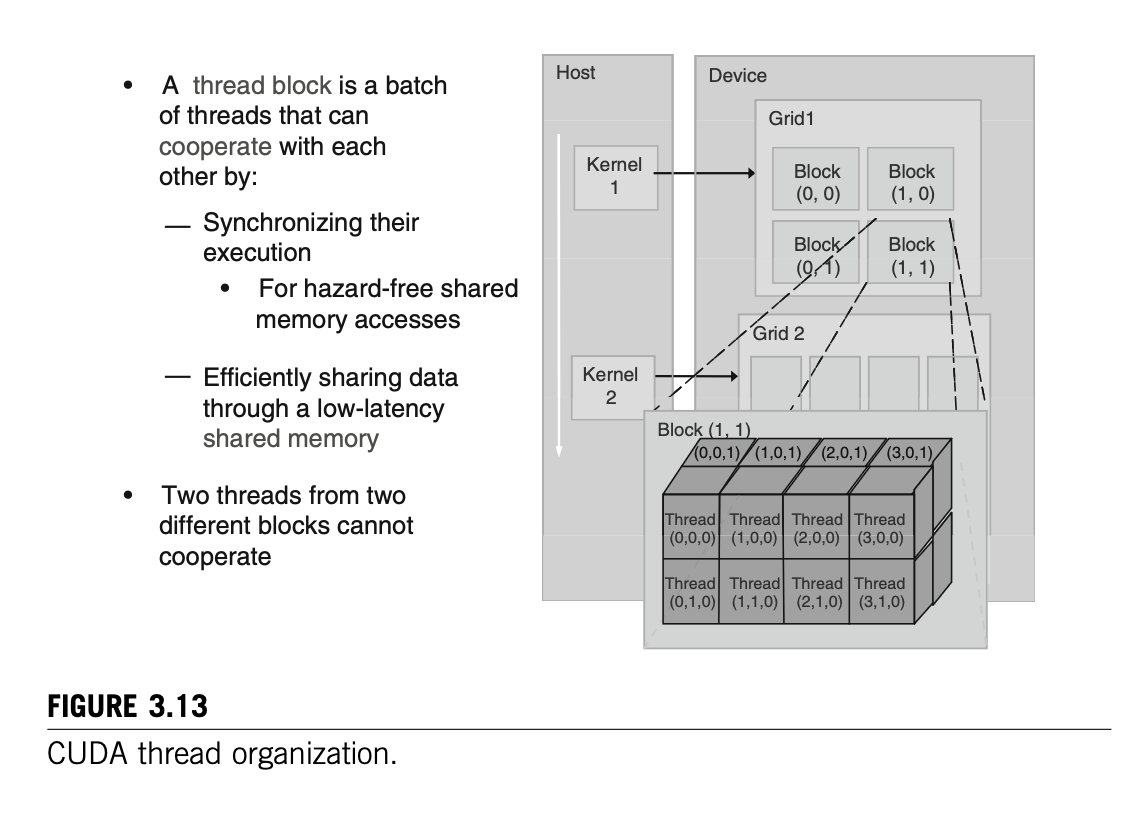 • A thread block is a batch
of threads that can
cooperate with each
other by:
— Synchronizing their
execution
• For hazard-free shared
memory accesses
— Efficiently sharing data
through a low-latency
shared memory
• Two threads from two
different blocks cannot
cooperate
Host
Device
Grid1
Kernel
1
Block
(0, 0)
Block
(1, 0)
Block
(0, 1)
Block
(1, 1)
Grid 2
Kernel
2
Block (1, 1)
(0,0,1) (1,0,1) (2,0,1) (3,0,1)
Thread
(0,0,0)
Thread
(1,0,0)
Thread
(2,0,0)
Thread
(3,0,0)
Thread
(0,1,0)
Thread
(1,1,0)
Thread
(2,1,0)
Thread
(3,1,0)
FIGURE 3.13
CUDA thread organization.